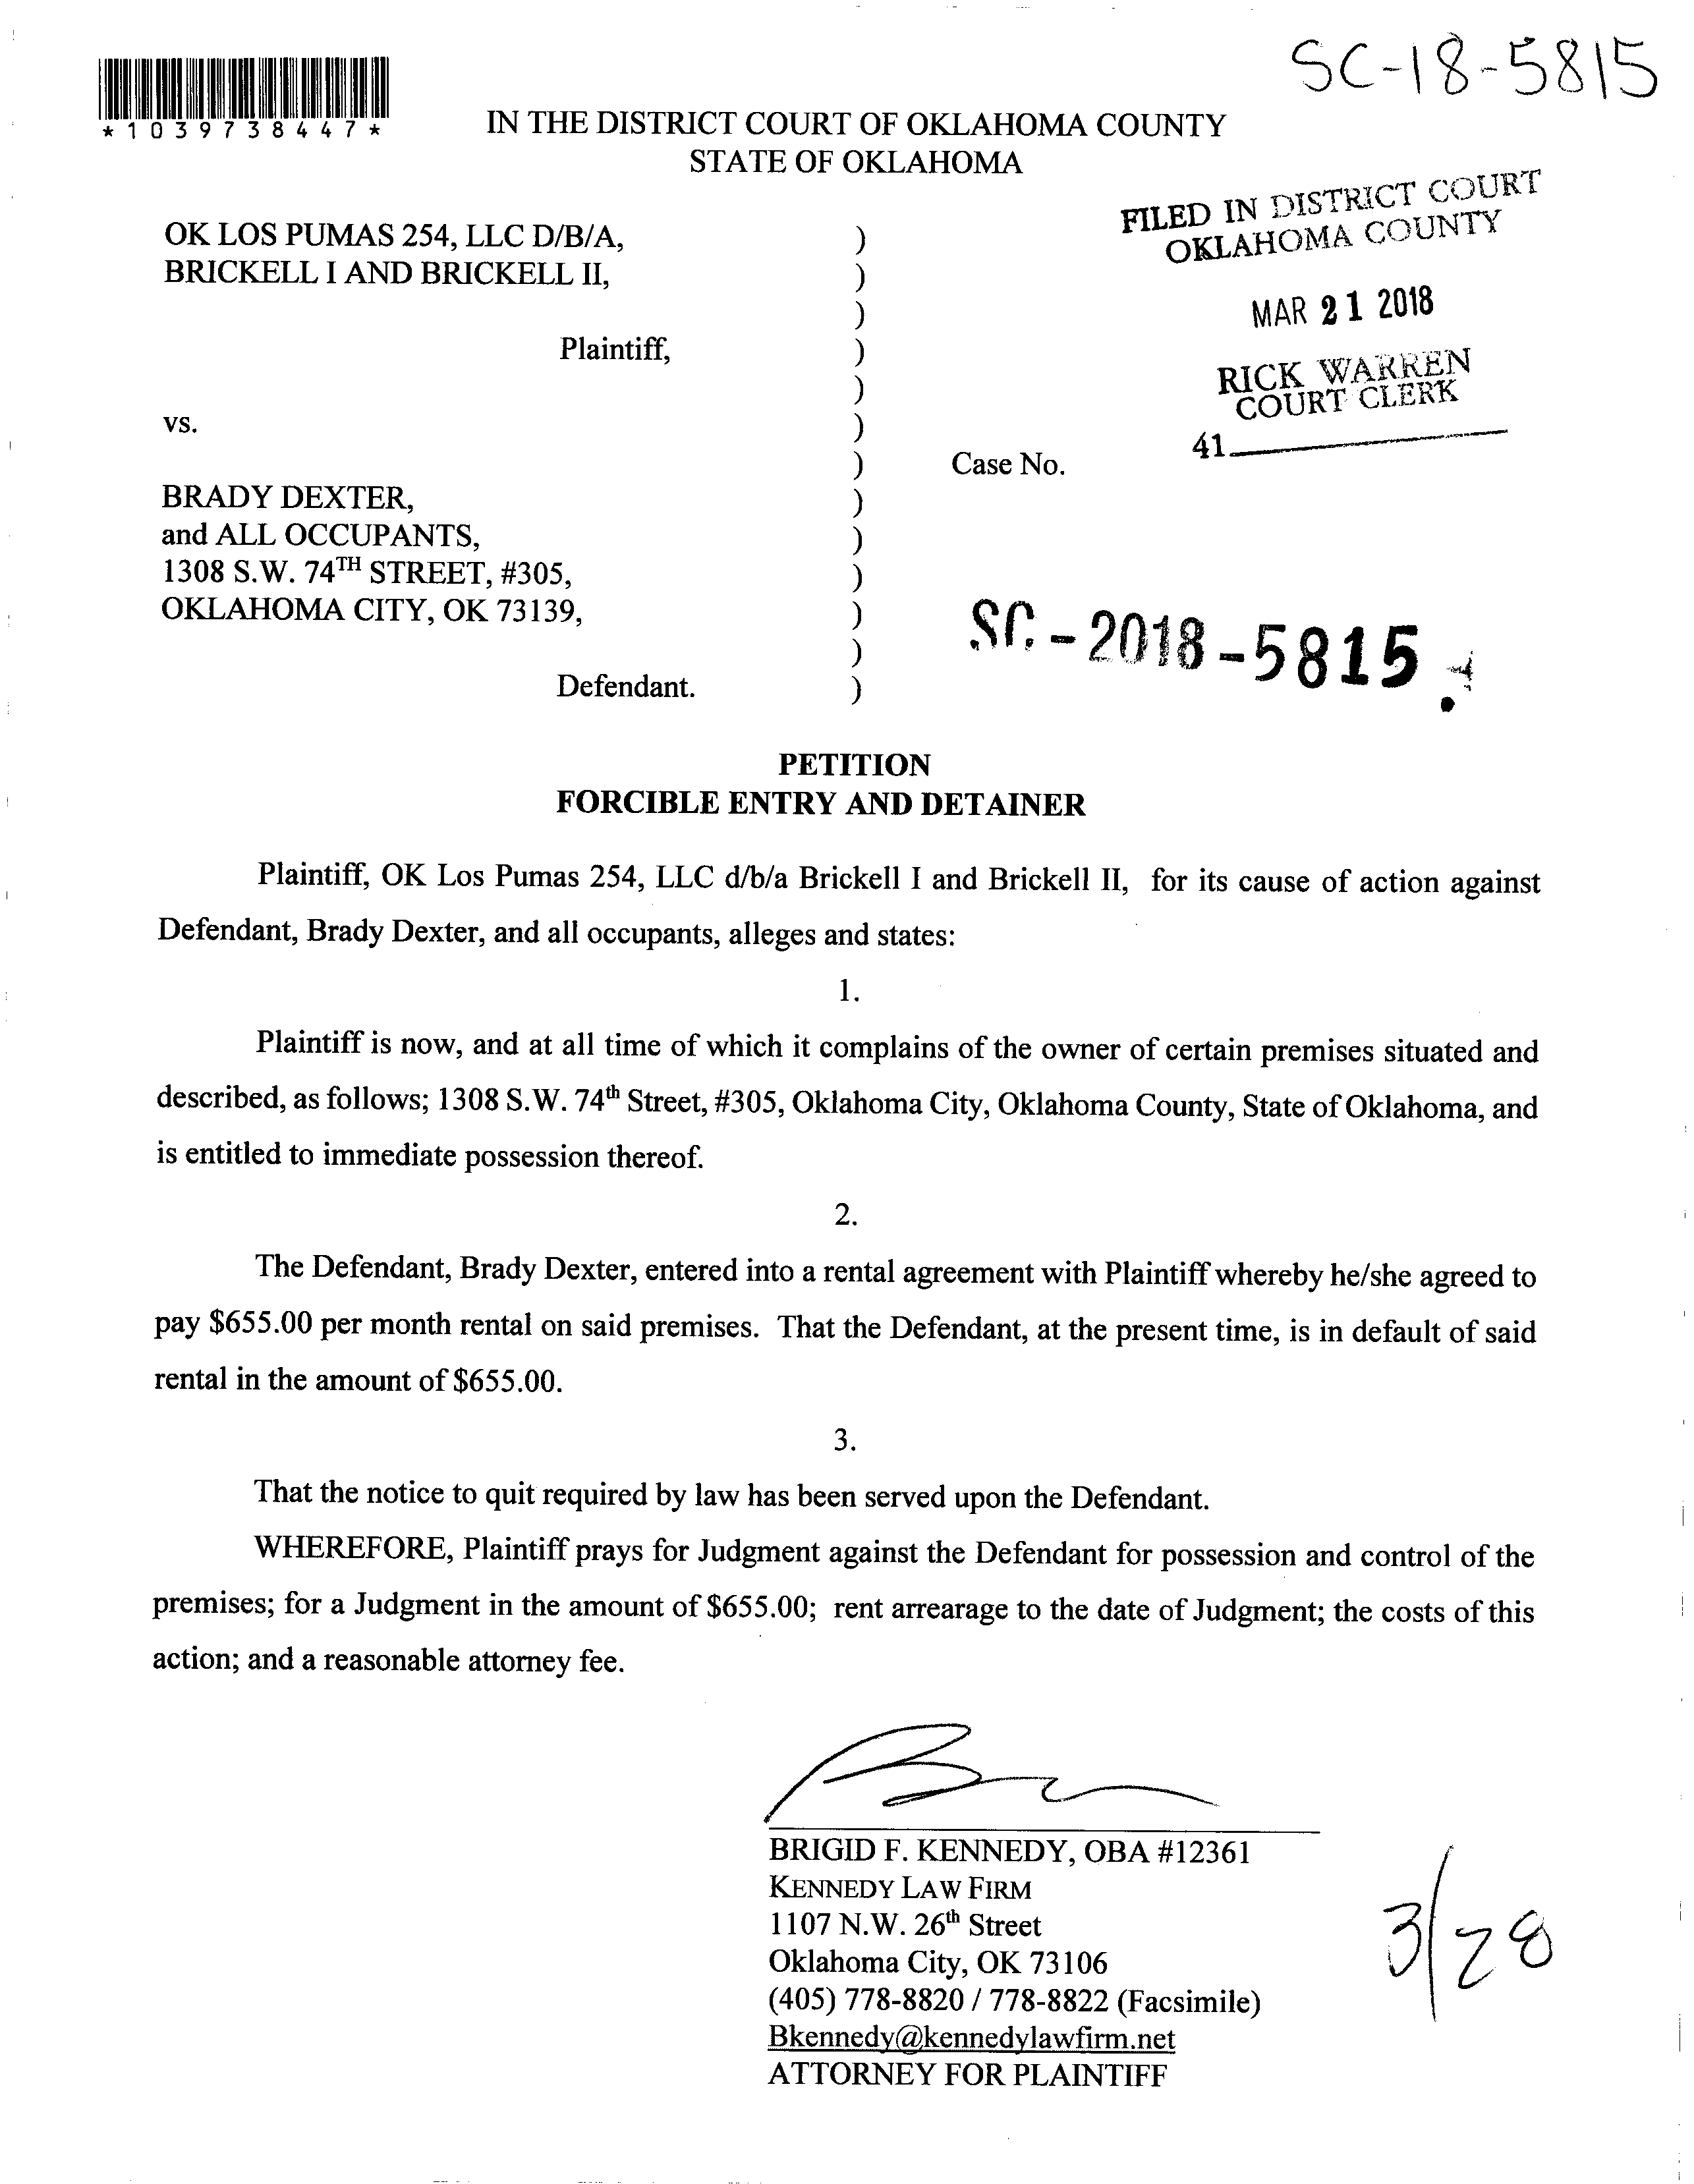 SC-18-5815
*1039738447*
IN THE DISTRICT COURT OF OKLAHOMA COUNTY
STATE OF OKLAHOMA
FILED IN DISTRICT COURT
OKLAHOMA COUNTY
MAR 21 2018
RICK WARREN
COURT CLERK
41
OK LOS PUMAS 254, LLC D/B/A, )
BRICKELL I AND BRICKELL II, )
)
Plaintiff, )
)
vs. )
) Case No.
BRADY DEXTER, )
and ALL OCCUPANTS, )
1308 S.W. 74TH STREET, #305, )
OKLAHOMA CITY, OK 73139, )
)
Defendant. )
SC - 2018 - 5815
PETITION
FORCIBLE ENTRY AND DETAINER
Plaintiff, OK Los Pumas 254, LLC d/b/a Brickell I and Brickell II, for its cause of action against
Defendant, Brady Dexter, and all occupants, alleges and states:
1.
Plaintiff is now, and at all time of which it complains of the owner of certain premises situated and
described, as follows; 1308 S.W. 74th Street, #305, Oklahoma City, Oklahoma County, State of Oklahoma, and
is entitled to immediate possession thereof.
2.
The Defendant, Brady Dexter, entered into a rental agreement with Plaintiff whereby he/she agreed to
pay $655.00 per month rental on said premises. That the Defendant, at the present time, is in default of said
rental in the amount of $655.00.
3.
That the notice to quit required by law has been served upon the Defendant.
WHEREFORE, Plaintiff prays for Judgment against the Defendant for possession and control of the
premises; for a Judgment in the amount of $655.00; rent arrearage to the date of Judgment; the costs of this
action; and a reasonable attorney fee.
BRIGID F. KENNEDY, OBA #12361
KENNEDY LAW FIRM
1107 N.W. 26th Street
Oklahoma City, OK 73106
(405) 778-8820 / 778-8822 (Facsimile)
Bkennedy@kennedylawfirm.net
ATTORNEY FOR PLAINTIFF
3/28